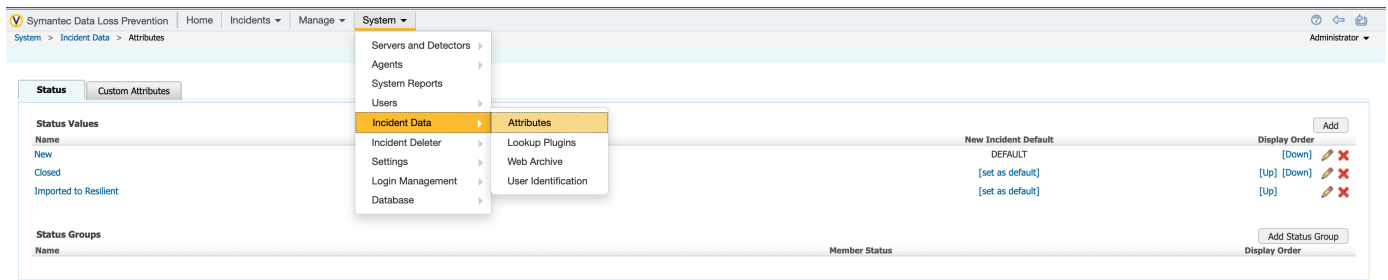 Symantec Data Loss Prevention Home Incidents Manage System
System > Incident Data > Attributes Administrator
Servers and Detectors
Agents
System Reports
Users
Incident Data
Incident Deleter
Settings
Login Management
Database
Attributes
Lookup Plugins
Web Archive
User Identification
Status Custom Attributes
Status Values Add
Name New Incident Default Display Order
New DEFAULT [Down]
Closed [set as default] [Up] [Down]
Imported to Resilient [set as default] [Up]
Status Groups Add Status Group
Name Member Status Display Order